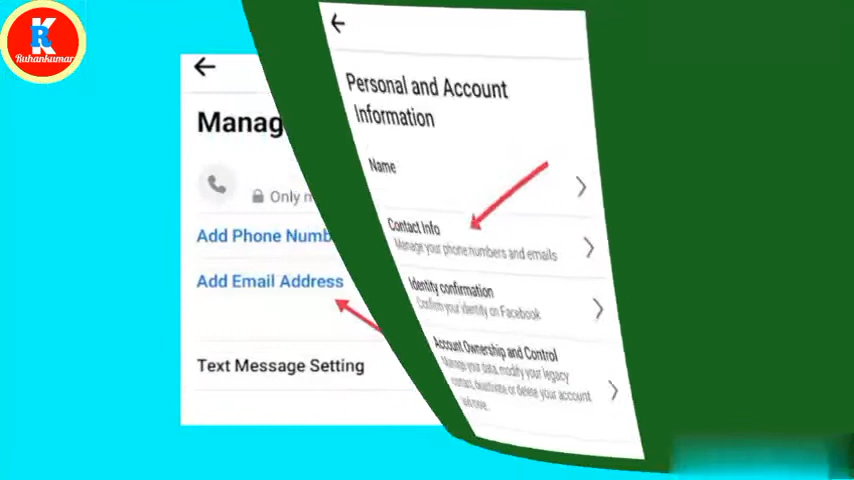 K
R
Ruhankumar
Manag
Only
Add Phone Numb
Add Email Address
Text Message Setting
Personal and Account
Information
Name
Contact Info
Manage your phone numbers and emails
Identity confirmation
Confirm your identity on Facebook
Account Ownership and Control
Manage your data, modify your legacy
contact, deactivate or delete your account